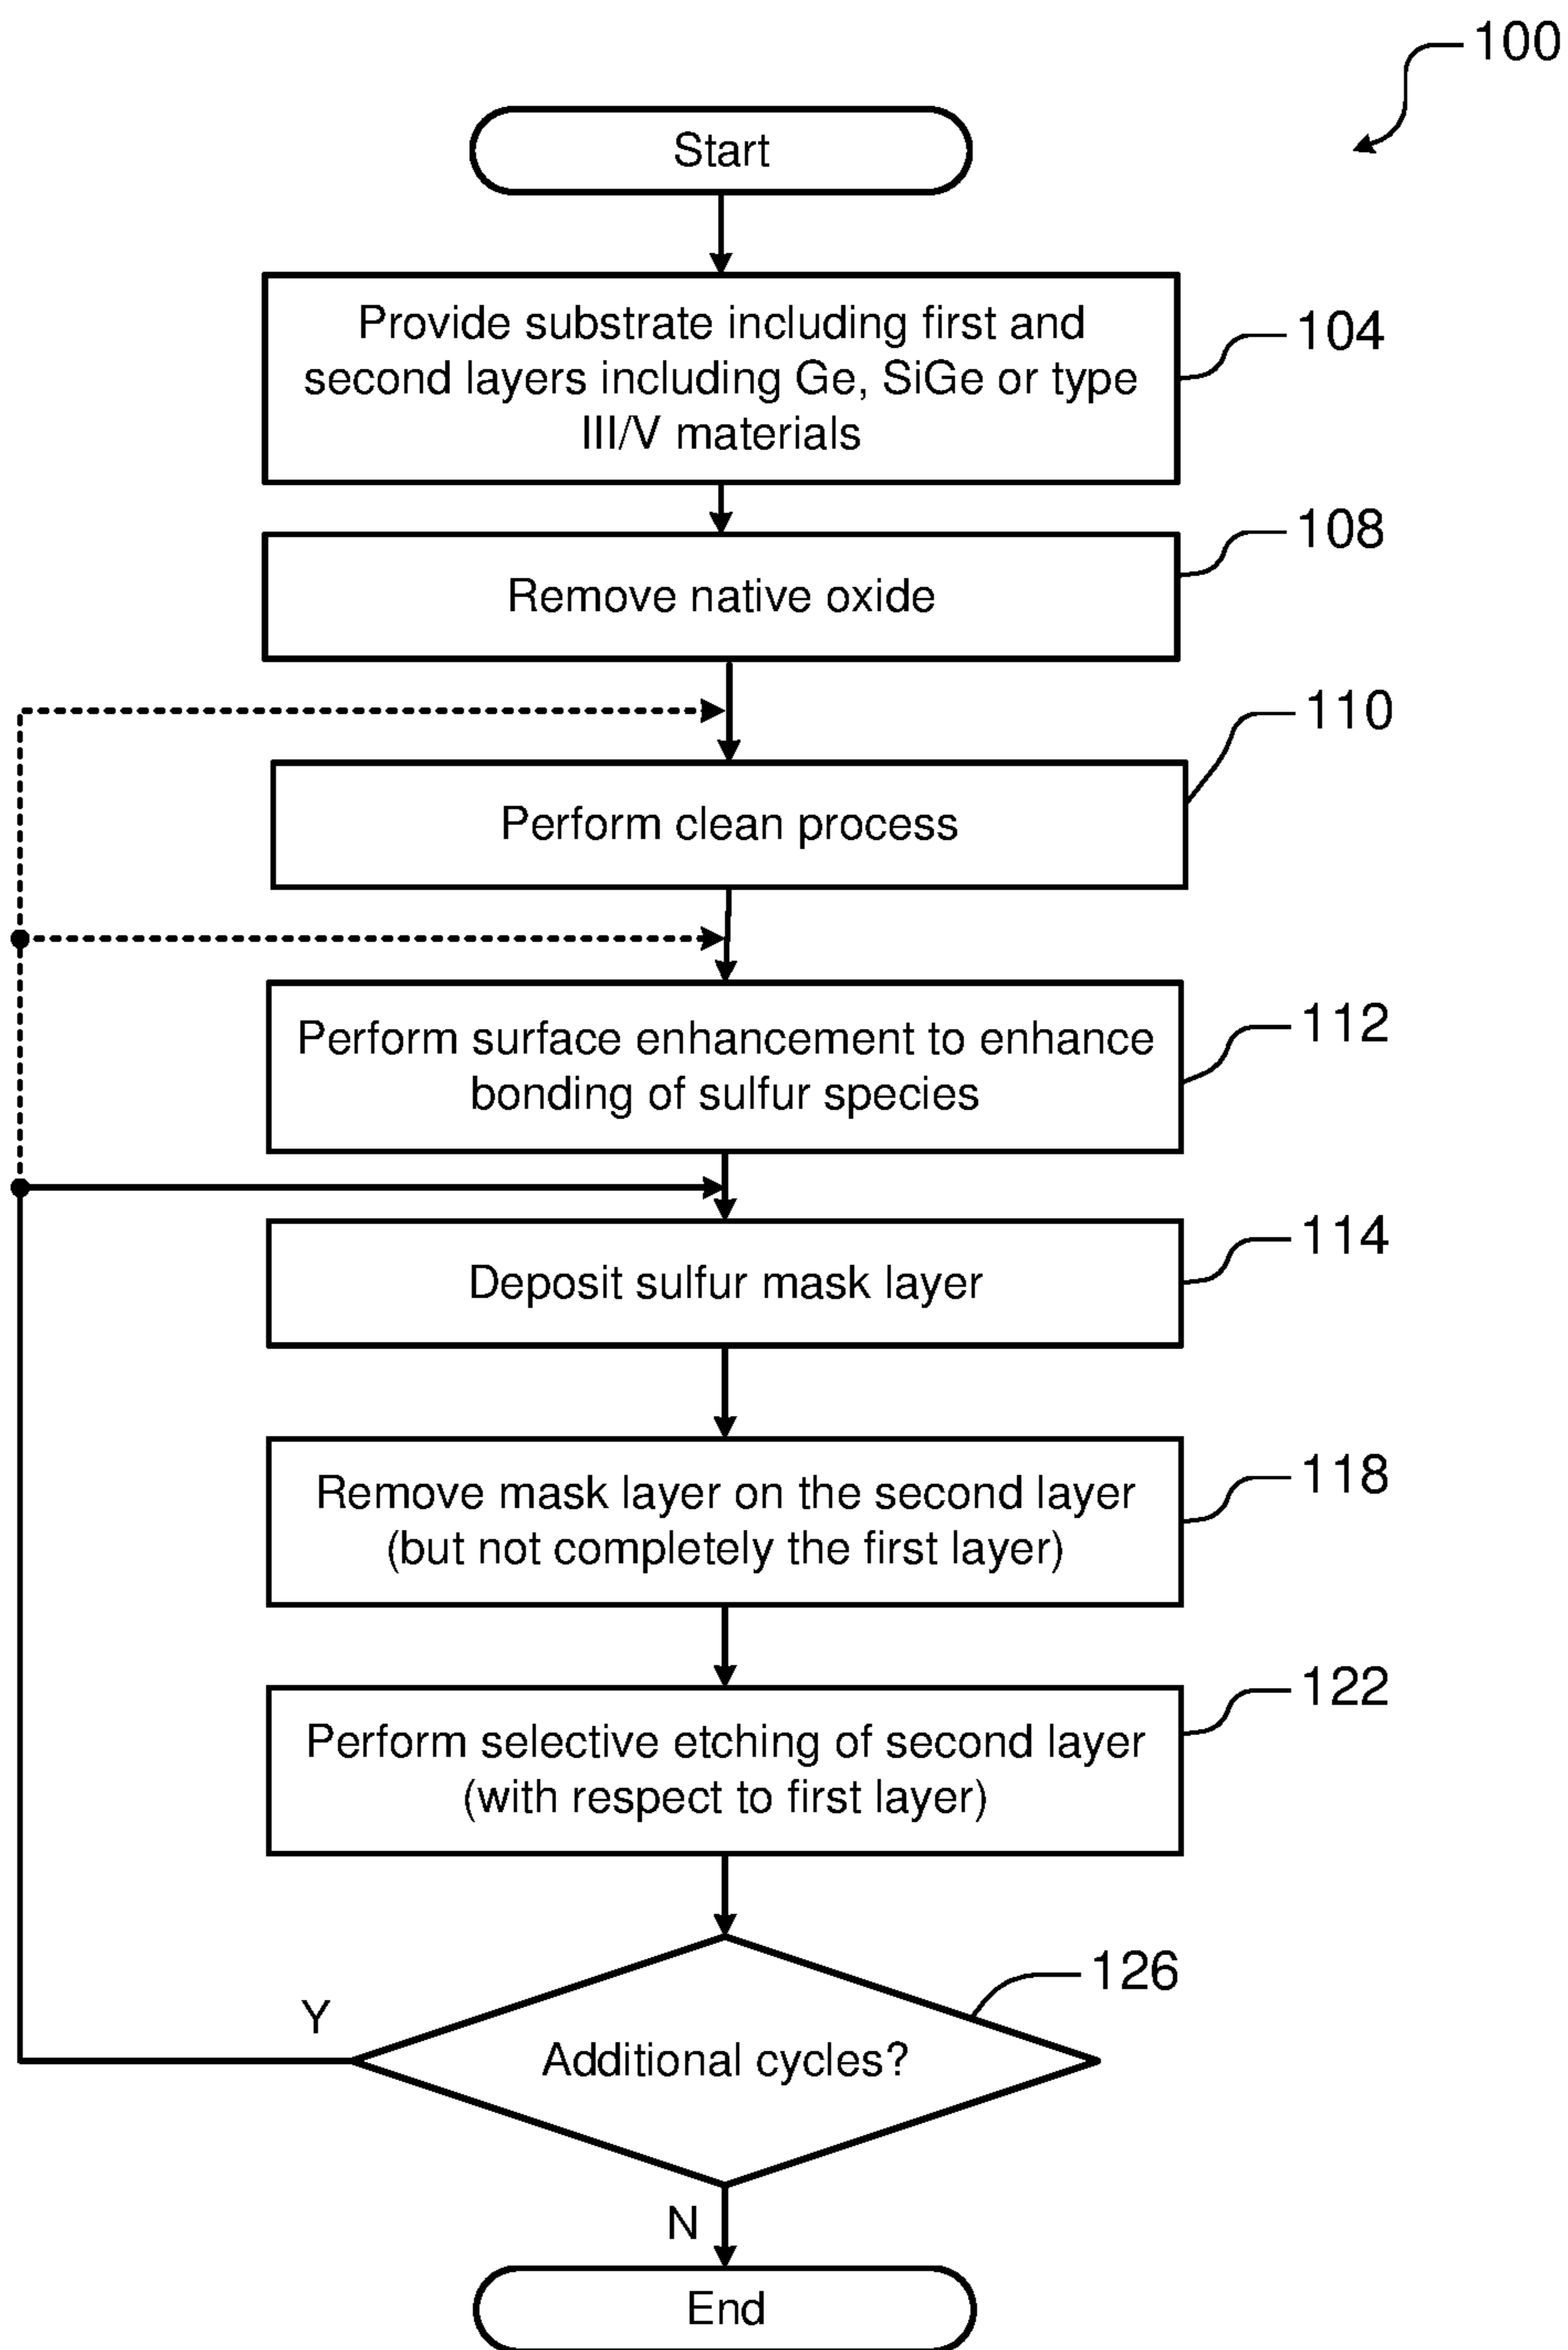 100
Start
Provide substrate including first and
second layers including Ge, SiGe or type
III/V materials
104
Remove native oxide
108
110
Perform clean process
Perform surface enhancement to enhance
bonding of sulfur species
112
Deposit sulfur mask layer
114
Remove mask layer on the second layer
(but not completely the first layer)
118
Perform selective etching of second layer
(with respect to first layer)
122
126
Y
Additional cycles?
N
End